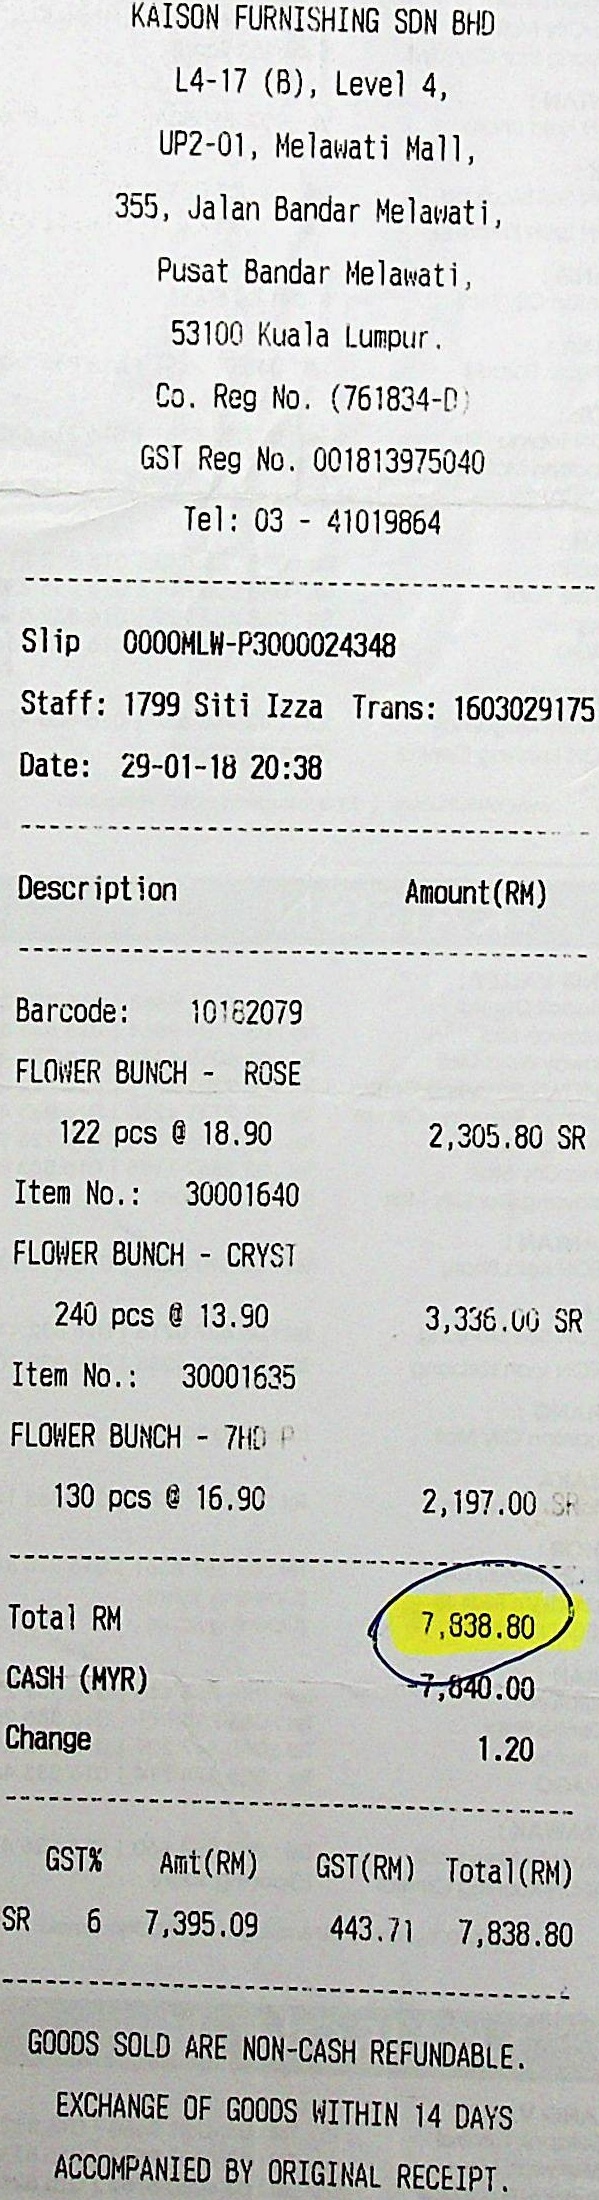 KAISON FURNISHING SDN BHD
L4-17 (B), Level 4,
UP2-01, Melawati Mall,
355, Jalan Bandar Melawati,
Pusat Bandar Melawati,
53100 Kuala Lumpur.
Co. Reg No. (761834-D)
GST Reg No. 001813975040
Tel: 03 - 41019864
Slip 0000MLW-P3000024348
Staff: 1799 Siti Izza Trans: 1603029175
Date: 29-01-18 20:38
Description Amount(RM)
Barcode: 10182079
FLOWER BUNCH - ROSE
122 pcs @ 18.90 2,305.80 SR
Item No.: 30001640
FLOWER BUNCH - CRYST
240 pcs @ 13.90 3,336.00 SR
Item No.: 30001635
FLOWER BUNCH - 7HD P
130 pcs @ 16.90 2,197.00 SR
Total RM 7,838.80
CASH (MYR) 7,840.00
Change 1.20
GST% Amt(RM) GST(RM) Total(RM)
SR 6 7,395.09 443.71 7,838.80
GOODS SOLD ARE NON-CASH REFUNDABLE.
EXCHANGE OF GOODS WITHIN 14 DAYS
ACCOMPANIED BY ORIGINAL RECEIPT.